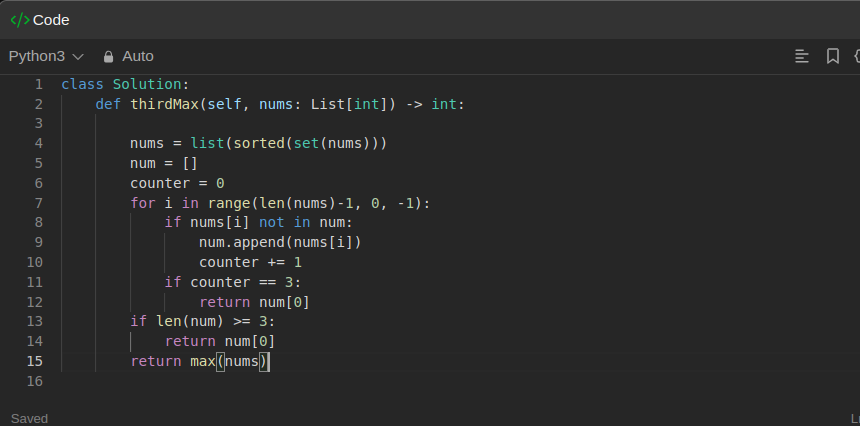 </> Code
Python3 Auto
1 class Solution:
2     def thirdMax(self, nums: List[int]) -> int:
3
4         nums = list(sorted(set(nums)))
5         num = []
6         counter = 0
7         for i in range(len(nums)-1, 0, -1):
8             if nums[i] not in num:
9                 num.append(nums[i])
10                 counter += 1
11             if counter == 3:
12                 return num[0]
13         if len(num) >= 3:
14             return num[0]
15         return max(nums)
16
Saved